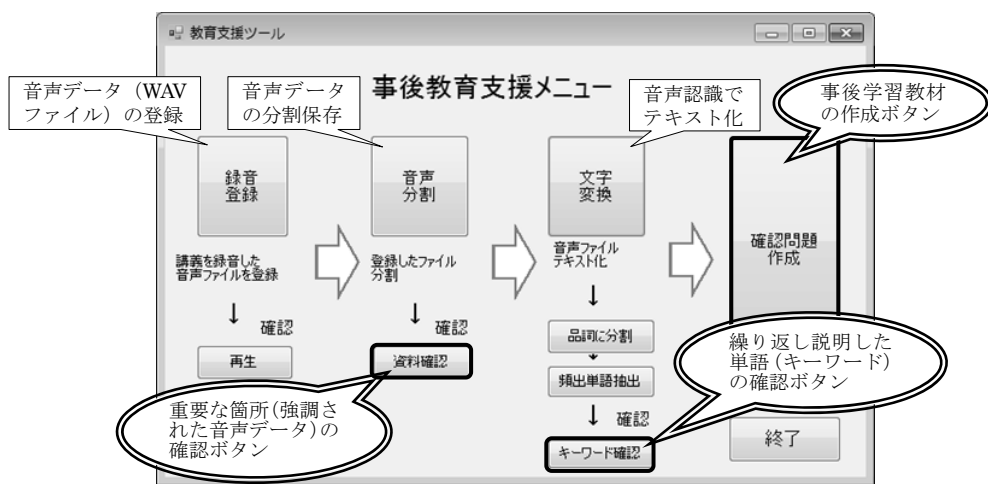 教育支援ツール
事後教育支援メニュー
音声データ(WAV
ファイル)の登録
音声データ
の分割保存
音声認識で
テキスト化
事後学習教材
の作成ボタン
録音
登録
音声
分割
文字
変換
確認問題
作成
講義を録音した
音声ファイルを登録
登録したファイル
分割
音声ファイル
テキスト化
↓ 確認
再生
↓ 確認
資料確認
↓
品詞に分割
頻出単語抽出
↓ 確認
キーワード確認
重要な箇所(強調さ
れた音声データ)の
確認ボタン
繰り返し説明した
単語(キーワード)
の確認ボタン
終了